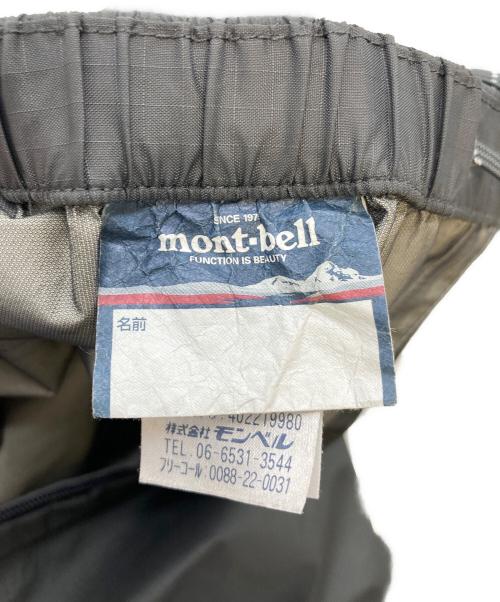 SINCE 197
mont-bell
FUNCTION IS BEAUTY
名前
402219980
株式会社 モンベル
TEL. 06-6531-3544
フリーコール:0088-22-0031